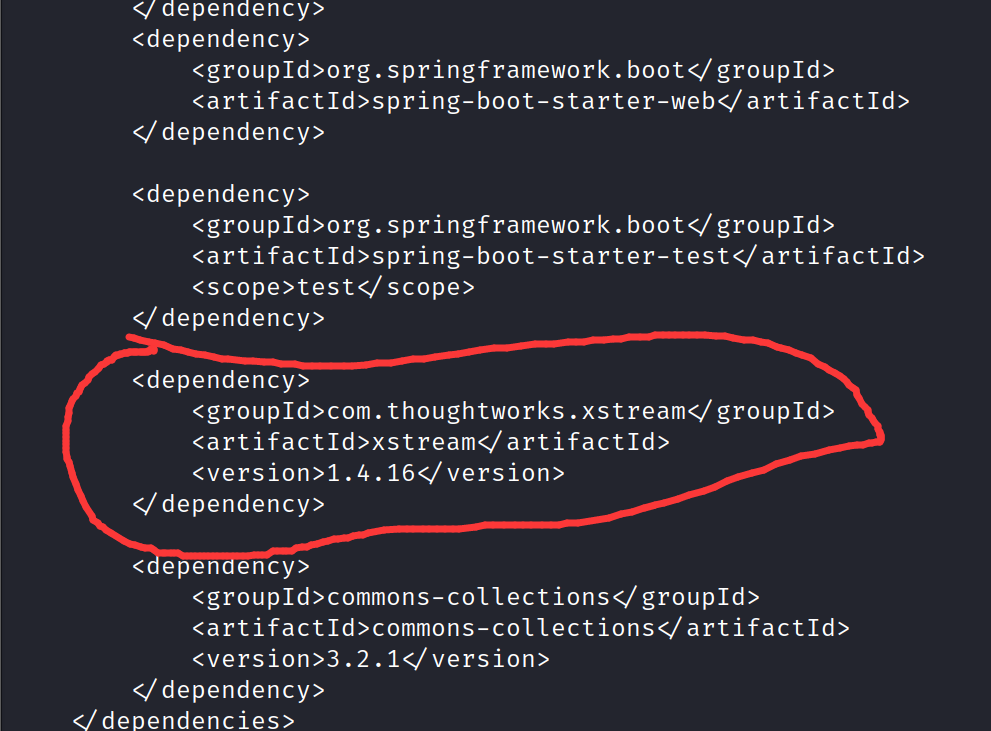 </dependency>
<dependency>
<groupId>org.springframework.boot</groupId>
<artifactId>spring-boot-starter-web</artifactId>
</dependency>
<dependency>
<groupId>org.springframework.boot</groupId>
<artifactId>spring-boot-starter-test</artifactId>
<scope>test</scope>
</dependency>
<dependency>
<groupId>com.thoughtworks.xstream</groupId>
<artifactId>xstream</artifactId>
<version>1.4.16</version>
</dependency>
<dependency>
<groupId>commons-collections</groupId>
<artifactId>commons-collections</artifactId>
<version>3.2.1</version>
</dependency>
</dependencies>